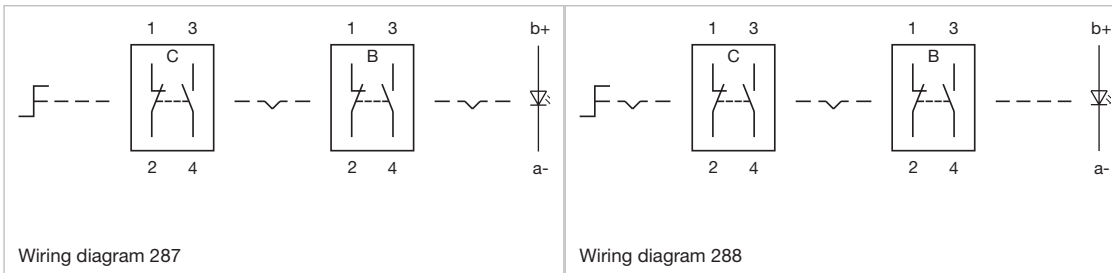 1 3 1 3 b+
C B
2 4 2 4 a-
Wiring diagram 287
1 3 1 3 b+
C B
2 4 2 4 a-
Wiring diagram 288